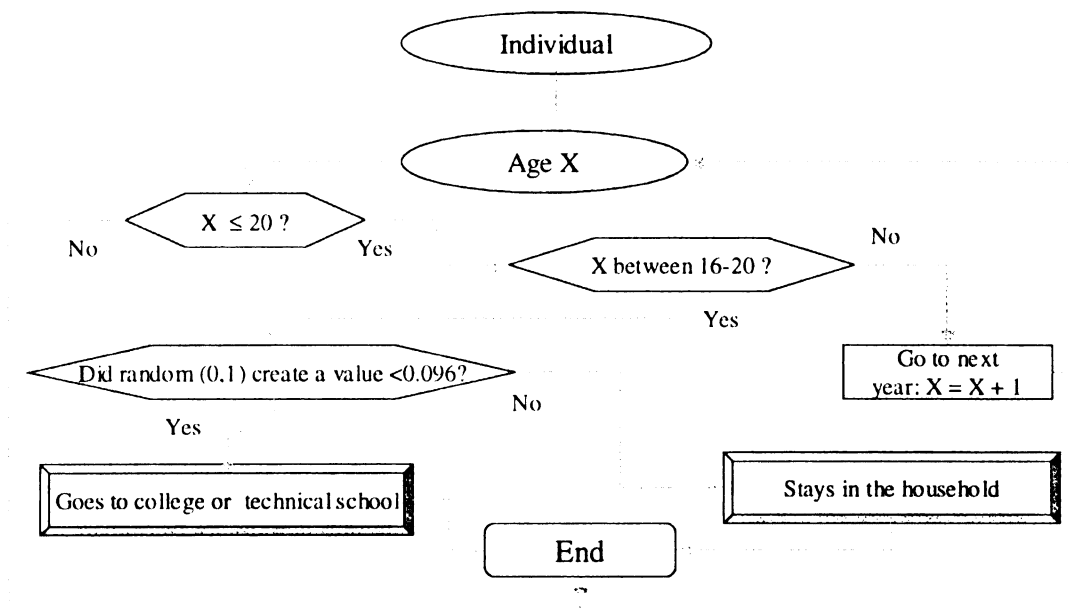 Individual
Age X
X ≤ 20 ?
No
Yes
X between 16-20 ?
No
Yes
Did random (0,1) create a value <0.096?
No
Yes
Go to next
year: X = X + 1
Goes to college or technical school
Stays in the household
End